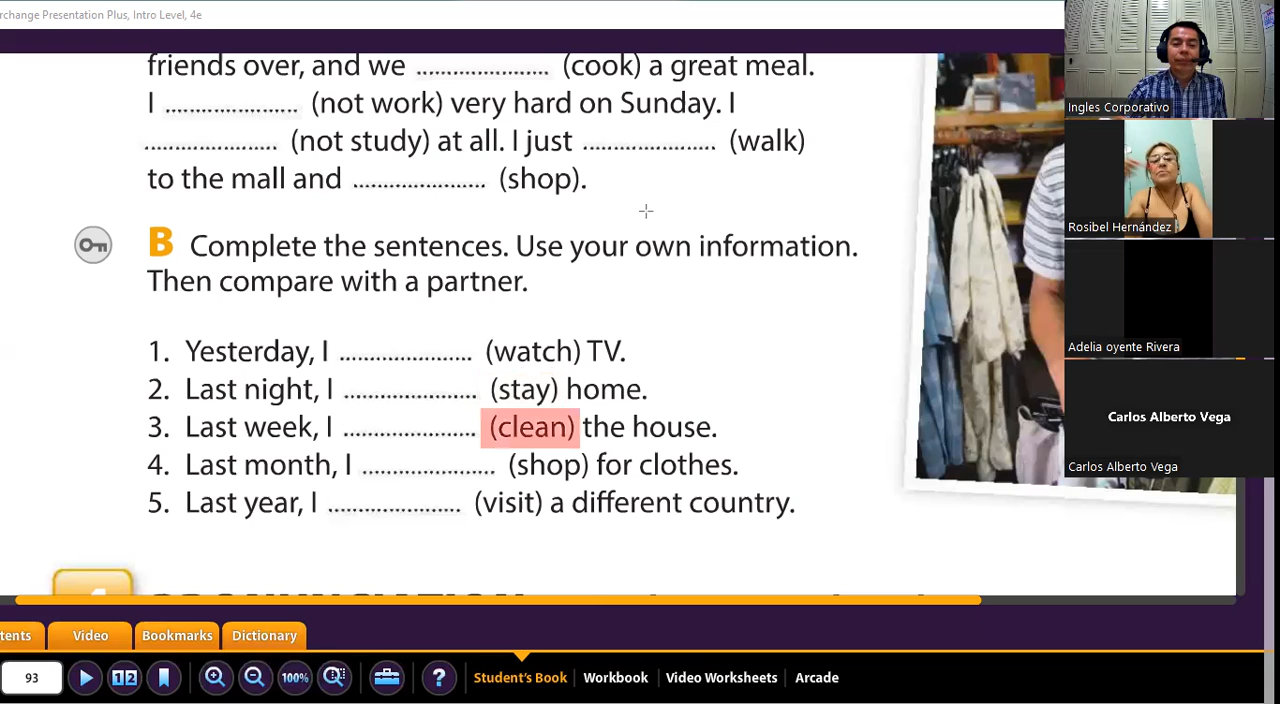 rchange Presentation Plus, Intro Level, 4e
friends over, and we ...................... (cook) a great meal.
I ...................... (not work) very hard on Sunday. I
...................... (not study) at all. I just ...................... (walk)
to the mall and ...................... (shop).
B Complete the sentences. Use your own information.
Then compare with a partner.
1. Yesterday, I ...................... (watch) TV.
2. Last night, I ...................... (stay) home.
3. Last week, I ...................... (clean) the house.
4. Last month, I ...................... (shop) for clothes.
5. Last year, I ...................... (visit) a different country.
Ingles Corporativo
Rosibel Hernández
Adelia oyente Rivera
Carlos Alberto Vega
Carlos Alberto Vega
tents Video Bookmarks Dictionary
93 1 2 100% ? Student's Book Workbook Video Worksheets Arcade